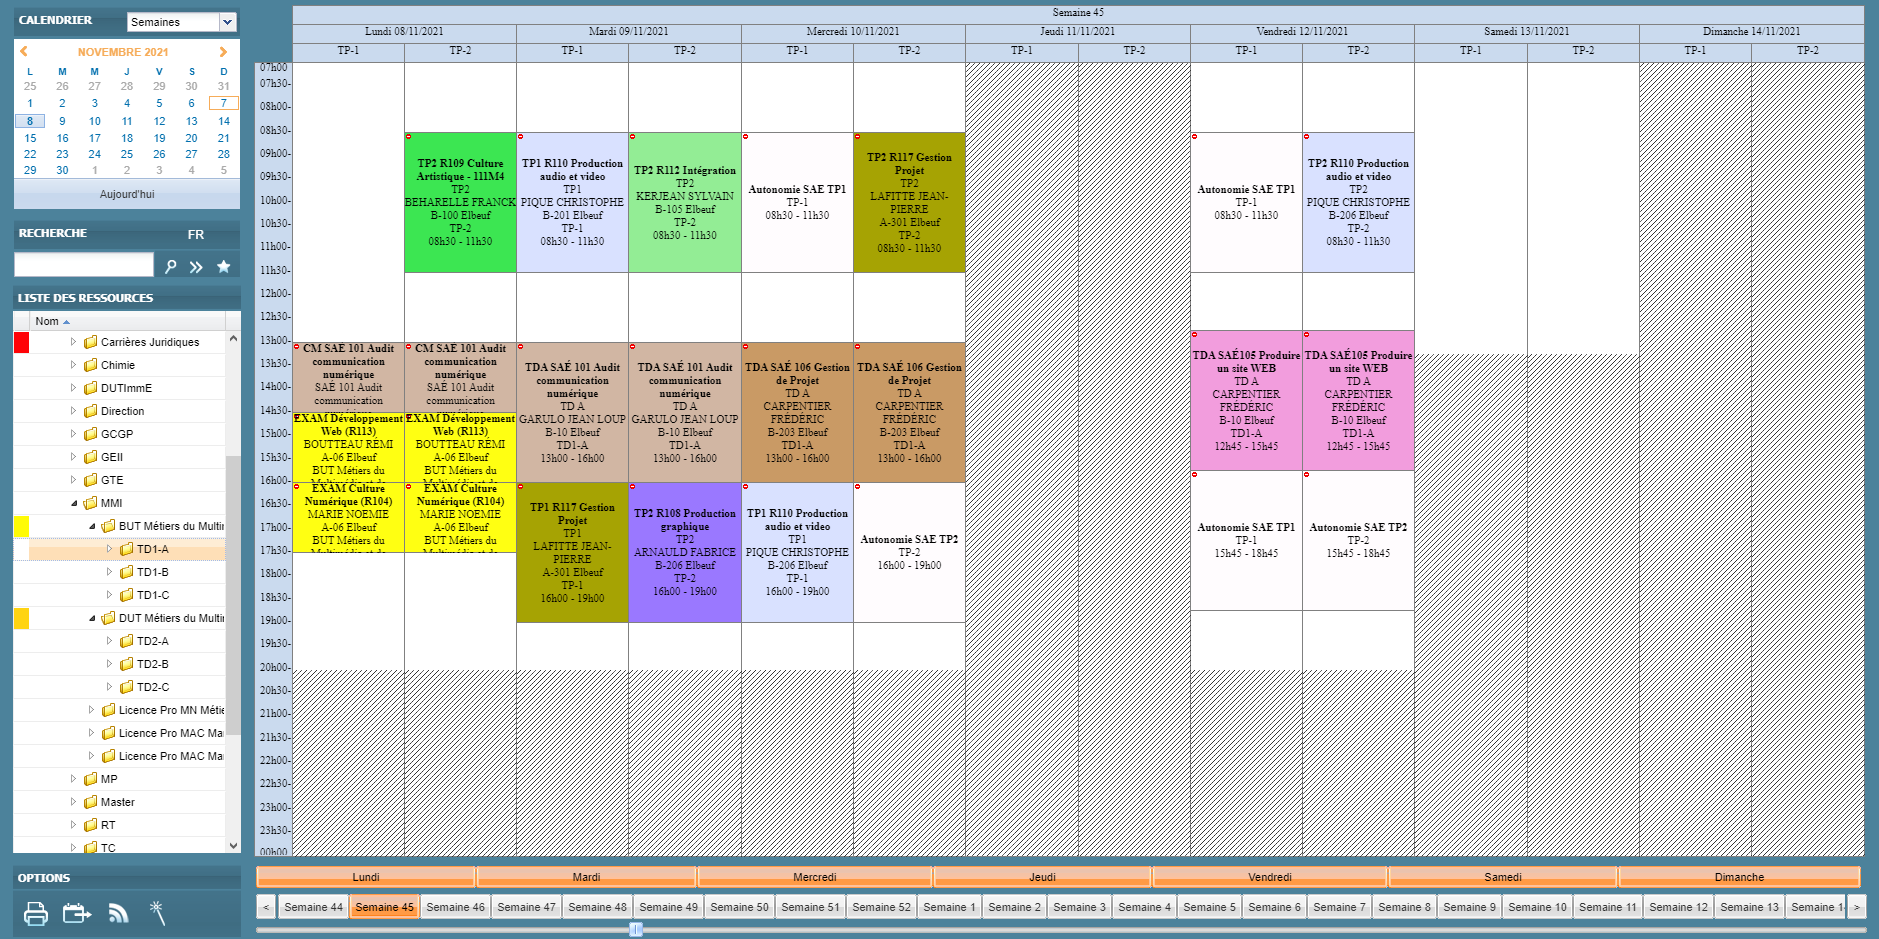 CALENDRIER
Semaines
NOVEMBRE 2021
L M M J V S D
25 26 27 28 29 30 31
1 2 3 4 5 6 7
8 9 10 11 12 13 14
15 16 17 18 19 20 21
22 23 24 25 26 27 28
29 30 1 2 3 4 5
Aujourd'hui
RECHERCHE FR
LISTE DES RESSOURCES
Nom
Carrières Juridiques
Chimie
DUTImmE
Direction
GCGP
GEII
GTE
MMI
BUT Métiers du Multi
TD1-A
TD1-B
TD1-C
DUT Métiers du Multi
TD2-A
TD2-B
TD2-C
Licence Pro MN Métie
Licence Pro MAC Ma
Licence Pro MAC Ma
MP
Master
RT
TC
OPTIONS
Semaine 45
Lundi 08/11/2021 Mardi 09/11/2021 Mercredi 10/11/2021 Jeudi 11/11/2021 Vendredi 12/11/2021 Samedi 13/11/2021 Dimanche 14/11/2021
TP-1 TP-2 TP-1 TP-2 TP-1 TP-2 TP-1 TP-2 TP-1 TP-2 TP-1 TP-2 TP-1 TP-2
07h00
07h30-
08h00-
08h30-
09h00-
09h30-
10h00-
10h30-
11h00-
11h30-
12h00-
12h30-
13h00-
13h30-
14h00-
14h30-
15h00-
15h30-
16h00-
16h30-
17h00-
17h30-
18h00-
18h30-
19h00-
19h30-
20h00-
20h30-
21h00-
21h30-
22h00-
22h30-
23h00-
23h30-
00h00
TP2 R109 Culture
Artistique - 111M4
TP2
BEHARELLE FRANCK
B-100 Elbeuf
TP-2
08h30 - 11h30
TP1 R110 Production
audio et video
TP1
PIQUE CHRISTOPHE
B-201 Elbeuf
TP-1
08h30 - 11h30
TP2 R112 Intégration
TP2
KERJEAN SYLVAIN
B-105 Elbeuf
TP-2
08h30 - 11h30
Autonomie SAE TP1
TP-1
08h30 - 11h30
TP2 R117 Gestion
Projet
TP2
LAFITTE JEAN-
PIERRE
A-301 Elbeuf
TP-2
08h30 - 11h30
Autonomie SAE TP1
TP-1
08h30 - 11h30
TP2 R110 Production
audio et video
TP2
PIQUE CHRISTOPHE
B-206 Elbeuf
TP-2
08h30 - 11h30
CM SAÉ 101 Audit
communication
numérique
SAÉ 101 Audit
communication
CM SAÉ 101 Audit
communication
numérique
SAÉ 101 Audit
communication
EXAM Développement
Web (R113)
BOUTTEAU RÉMI
A-06 Elbeuf
BUT Métiers du
Multimédia et de
EXAM Développement
Web (R113)
BOUTTEAU RÉMI
A-06 Elbeuf
BUT Métiers du
Multimédia et de
EXAM Culture
Numérique (R104)
MARIE NOEMIE
A-06 Elbeuf
BUT Métiers du
Multimédia et de
EXAM Culture
Numérique (R104)
MARIE NOEMIE
A-06 Elbeuf
BUT Métiers du
Multimédia et de
TDA SAÉ 101 Audit
communication
numérique
TD A
GARULO JEAN LOUP
B-10 Elbeuf
TD1-A
13h00 - 16h00
TDA SAÉ 101 Audit
communication
numérique
TD A
GARULO JEAN LOUP
B-10 Elbeuf
TD1-A
13h00 - 16h00
TDA SAÉ 106 Gestion
de Projet
TD A
CARPENTIER
FRÉDÉRIC
B-203 Elbeuf
TD1-A
13h00 - 16h00
TDA SAÉ 106 Gestion
de Projet
TD A
CARPENTIER
FRÉDÉRIC
B-203 Elbeuf
TD1-A
13h00 - 16h00
TDA SAÉ105 Produire
un site WEB
TD A
CARPENTIER
FRÉDÉRIC
B-10 Elbeuf
TD1-A
12h45 - 15h45
TDA SAÉ105 Produire
un site WEB
TD A
CARPENTIER
FRÉDÉRIC
B-10 Elbeuf
TD1-A
12h45 - 15h45
TP1 R117 Gestion
Projet
TP1
LAFITTE JEAN-
PIERRE
A-301 Elbeuf
TP-1
16h00 - 19h00
TP2 R108 Production
graphique
TP2
ARNAULD FABRICE
B-206 Elbeuf
TP-2
16h00 - 19h00
TP1 R110 Production
audio et video
TP1
PIQUE CHRISTOPHE
B-206 Elbeuf
TP-1
16h00 - 19h00
Autonomie SAE TP2
TP-2
16h00 - 19h00
Autonomie SAE TP1
TP-1
15h45 - 18h45
Autonomie SAE TP2
TP-2
15h45 - 18h45
Lundi Mardi Mercredi Jeudi Vendredi Samedi Dimanche
< Semaine 44 Semaine 45 Semaine 46 Semaine 47 Semaine 48 Semaine 49 Semaine 50 Semaine 51 Semaine 52 Semaine 1 Semaine 2 Semaine 3 Semaine 4 Semaine 5 Semaine 6 Semaine 7 Semaine 8 Semaine 9 Semaine 10 Semaine 11 Semaine 12 Semaine 13 Semaine 1 >